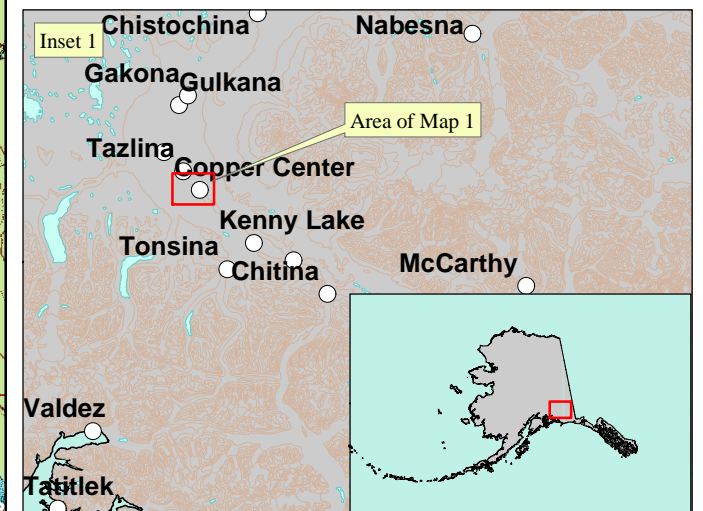 Chistochina
Nabesna
Inset 1
Gakona
Gulkana
Area of Map 1
Tazlina
Copper Center
Kenny Lake
Tonsina
Chitina
McCarthy
Valdez
Tatitlek